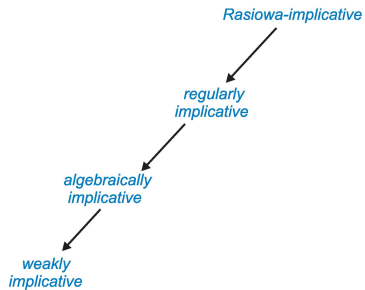 Rasiowa-implicative
regularly
implicative
algebraically
implicative
weakly
implicative